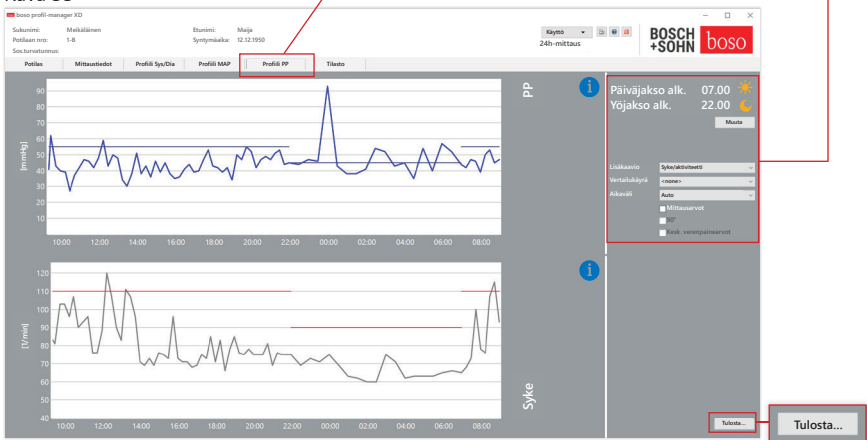 boso profil-manager XD
Sukunimi: Meikäläinen Etunimi: Maija
Potilaan nro: 1-8 Syntymäaika: 12.12.1950
Sos.turvatunnus:
Käyttö
24h-mittaus
BOSCH
+SOHN
boso
Potilas Mittaustiedot Profiili Sys/Dia Profiili MAP Profiili PP Tilasto
90
80
70
60
50
40
30
20
10
[mmHg]
10:00 12:00 14:00 16:00 18:00 20:00 22:00 00:00 02:00 04:00 06:00 08:00
PP
i
Päiväjakso alk. 07.00
Yöjakso alk. 22.00
Muuta
Lisäkaavio Syke/aktiviteetti
Vertailukäyrä <none>
Aikaväli Auto
Mittausarvot
Kesk. verenpainearvot
120
110
100
90
80
70
60
50
40
[1/min]
10:00 12:00 14:00 16:00 18:00 20:00 22:00 00:00 02:00 04:00 06:00 08:00
Syke
i
Tulosta...
Tulosta...